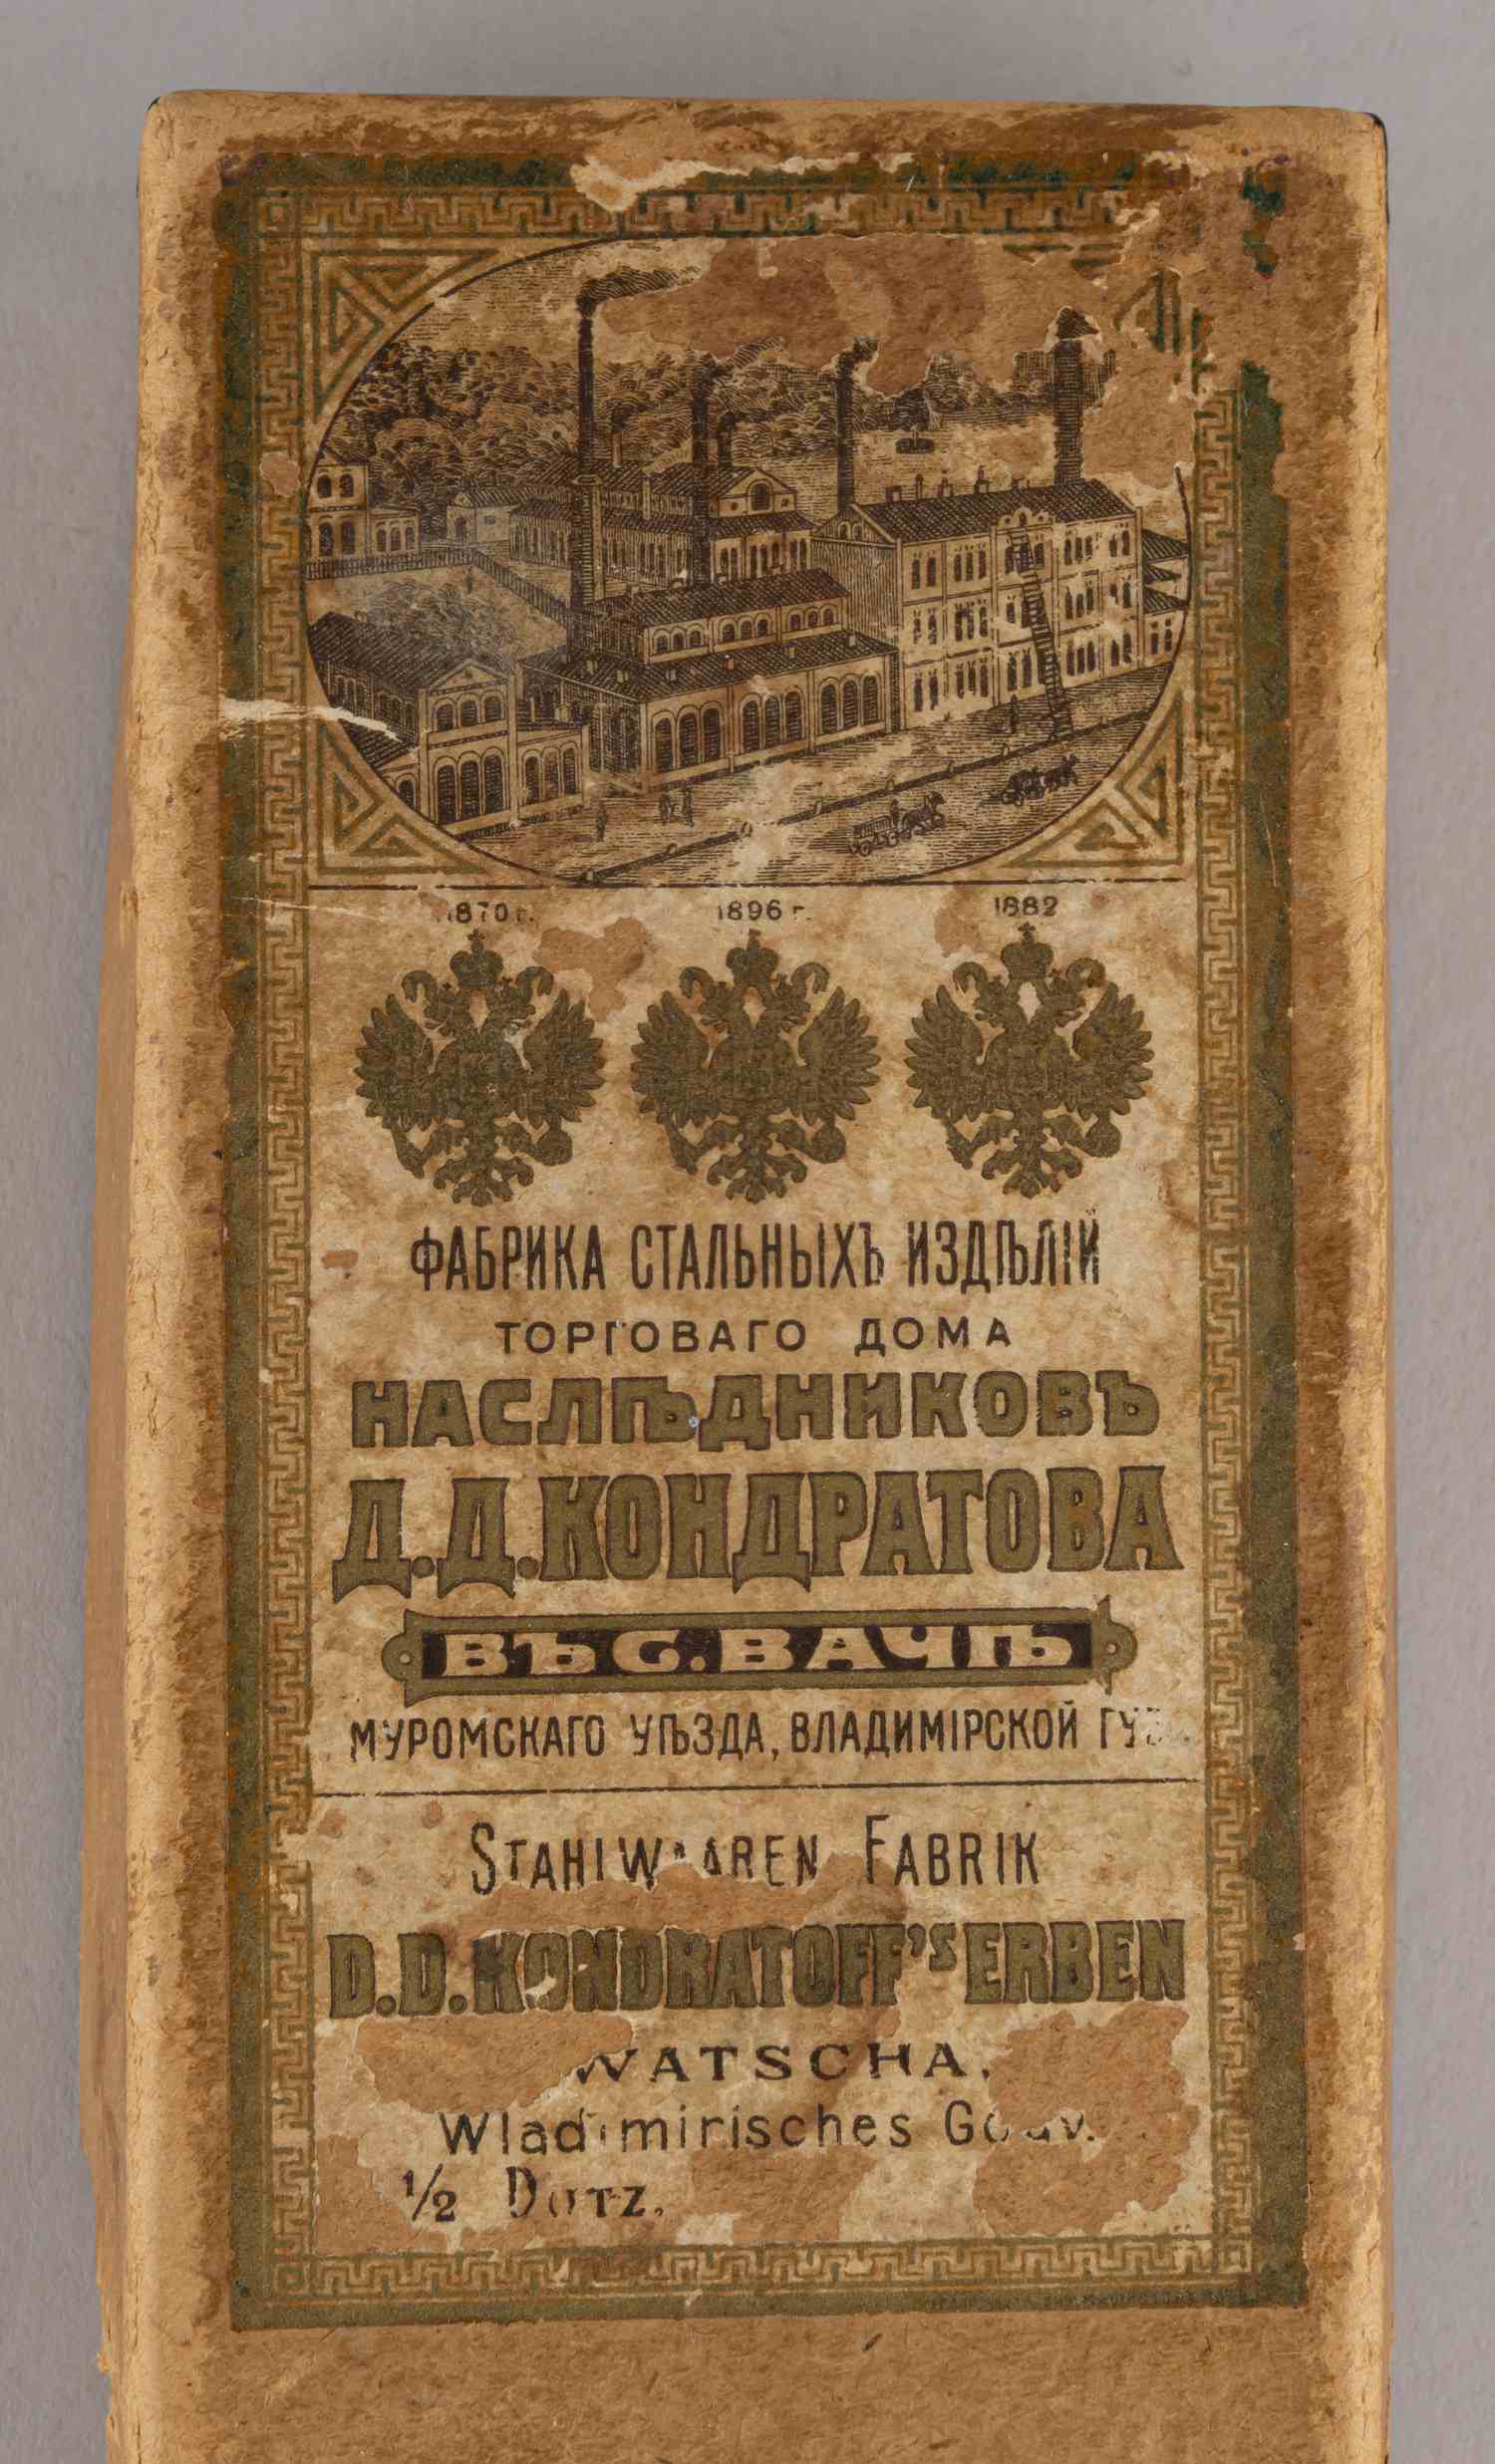 1870 г. 1896 г. 1882
ФАБРИКА СТАЛЬНЫХЪ ИЗДѢЛІЙ
ТОРГОВАГО ДОМА
НАСЛѢДНИКОВЪ
Д.Д.КОНДРАТОВА
ВЪ С. ВАЧѢ
МУРОМСКАГО УѢЗДА, ВЛАДИМІРСКОЙ ГУБ.
STAHLWAAREN FABRIK
D.D.KONDRATOFF'S ERBEN
WATSCHA.
Wladimirisches Gouv.
1/2 DUTZ.